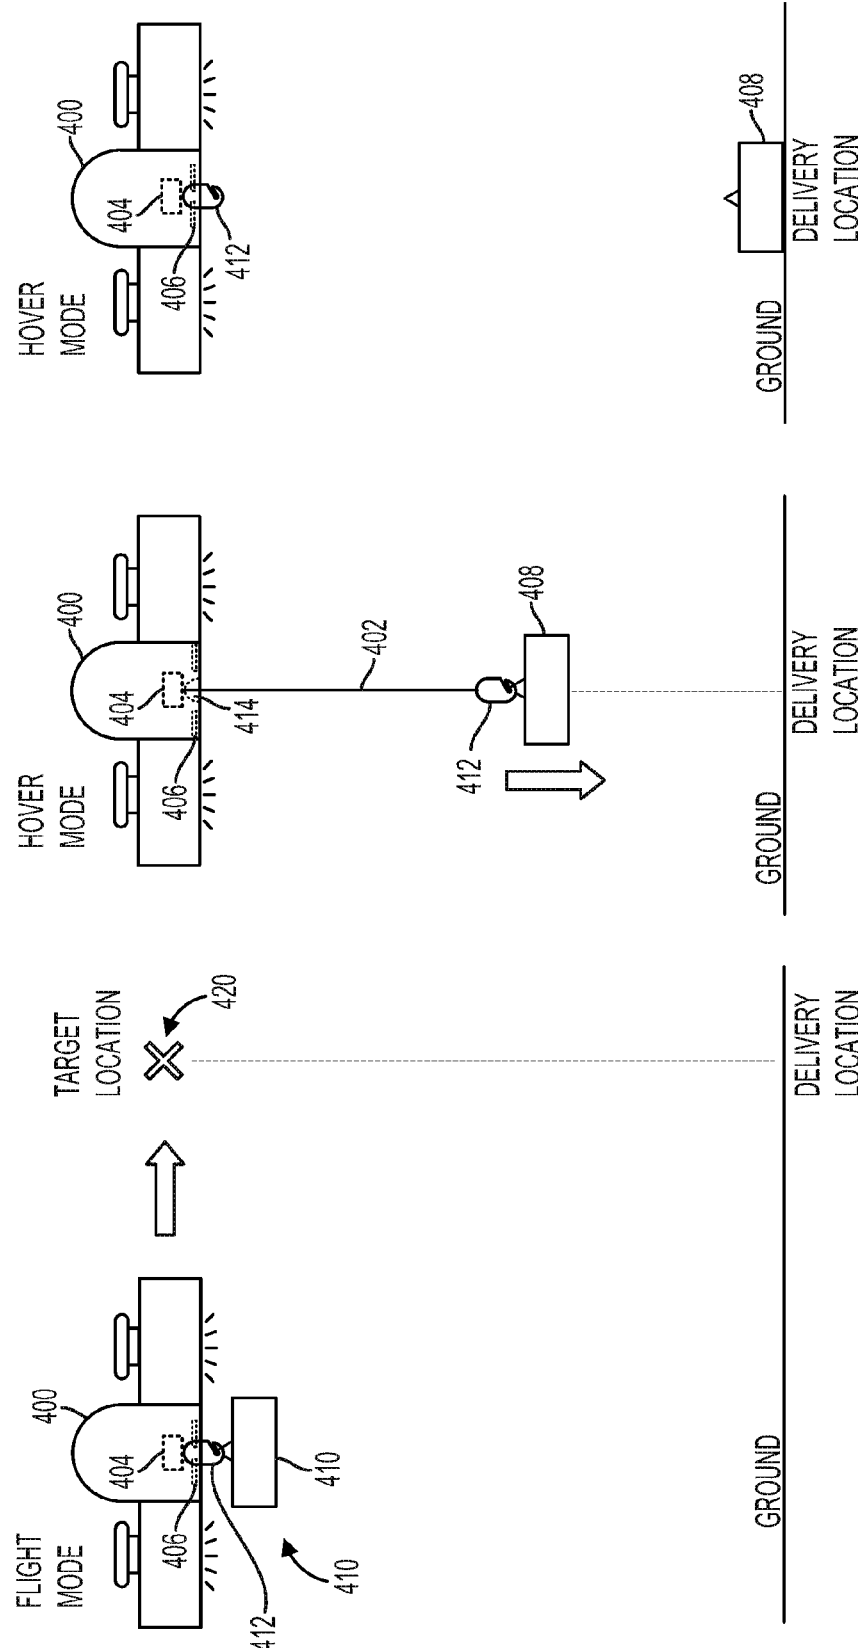 FLIGHT
MODE
400
404
406
412
410
410
TARGET
LOCATION
420
GROUND
DELIVERY
LOCATION
HOVER
MODE
400
404
406
414
402
412
408
GROUND
DELIVERY
LOCATION
HOVER
MODE
400
404
406
412
408
GROUND
DELIVERY
LOCATION